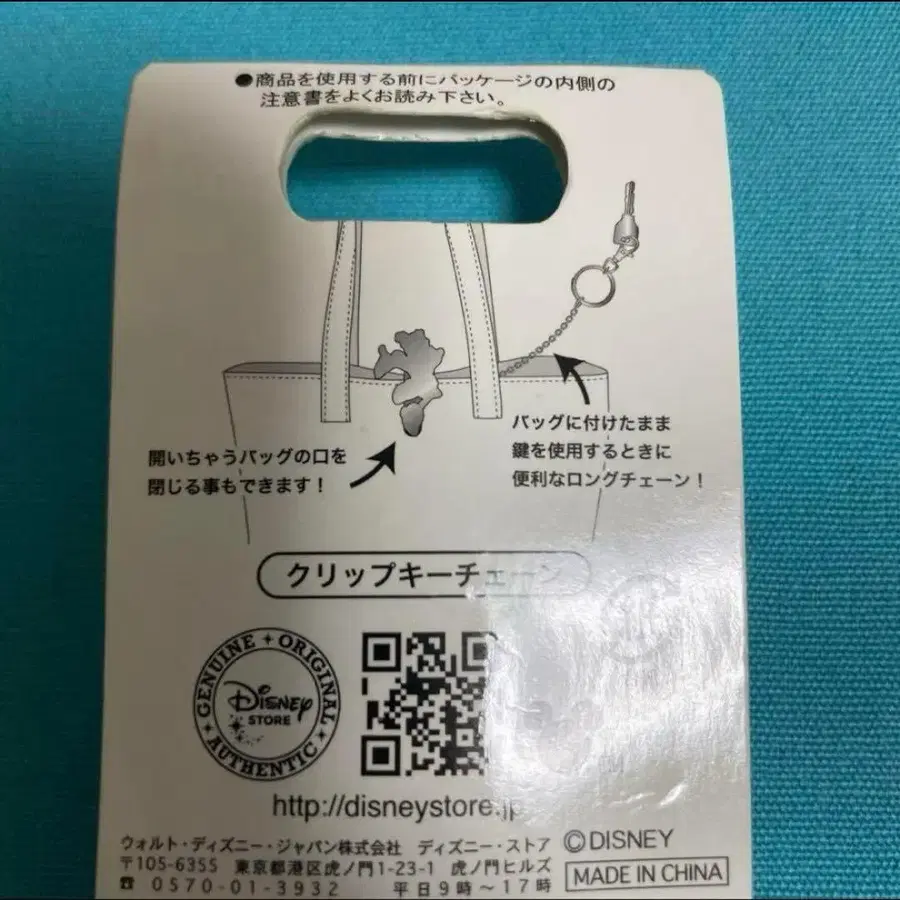 ●商品を使用する前にパッケージの内側の
注意書をよくお読み下さい。
バッグに付けたまま
鍵を使用するときに
便利なロングチェーン！
開いちゃうバッグの口を
閉じる事もできます！
クリップキーチェーン
GENUINE ORIGINAL
Disney
STORE
AUTHENTIC
http://disneystore.jp
ウォルト・ディズニー・ジャパン株式会社 ディズニー・ストア
〒105-6355 東京都港区虎ノ門1-23-1 虎ノ門ヒルズ
☎ 0570-01-3932 平日9時～17時
©DISNEY
MADE IN CHINA